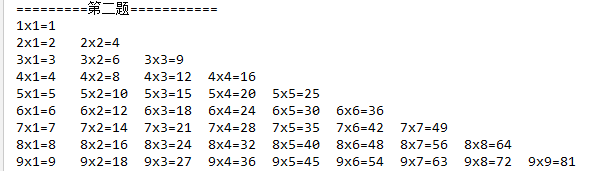 =========第二题===========
1x1=1
2x1=2   2x2=4
3x1=3   3x2=6   3x3=9
4x1=4   4x2=8   4x3=12  4x4=16
5x1=5   5x2=10  5x3=15  5x4=20  5x5=25
6x1=6   6x2=12  6x3=18  6x4=24  6x5=30  6x6=36
7x1=7   7x2=14  7x3=21  7x4=28  7x5=35  7x6=42  7x7=49
8x1=8   8x2=16  8x3=24  8x4=32  8x5=40  8x6=48  8x7=56  8x8=64
9x1=9   9x2=18  9x3=27  9x4=36  9x5=45  9x6=54  9x7=63  9x8=72  9x9=81